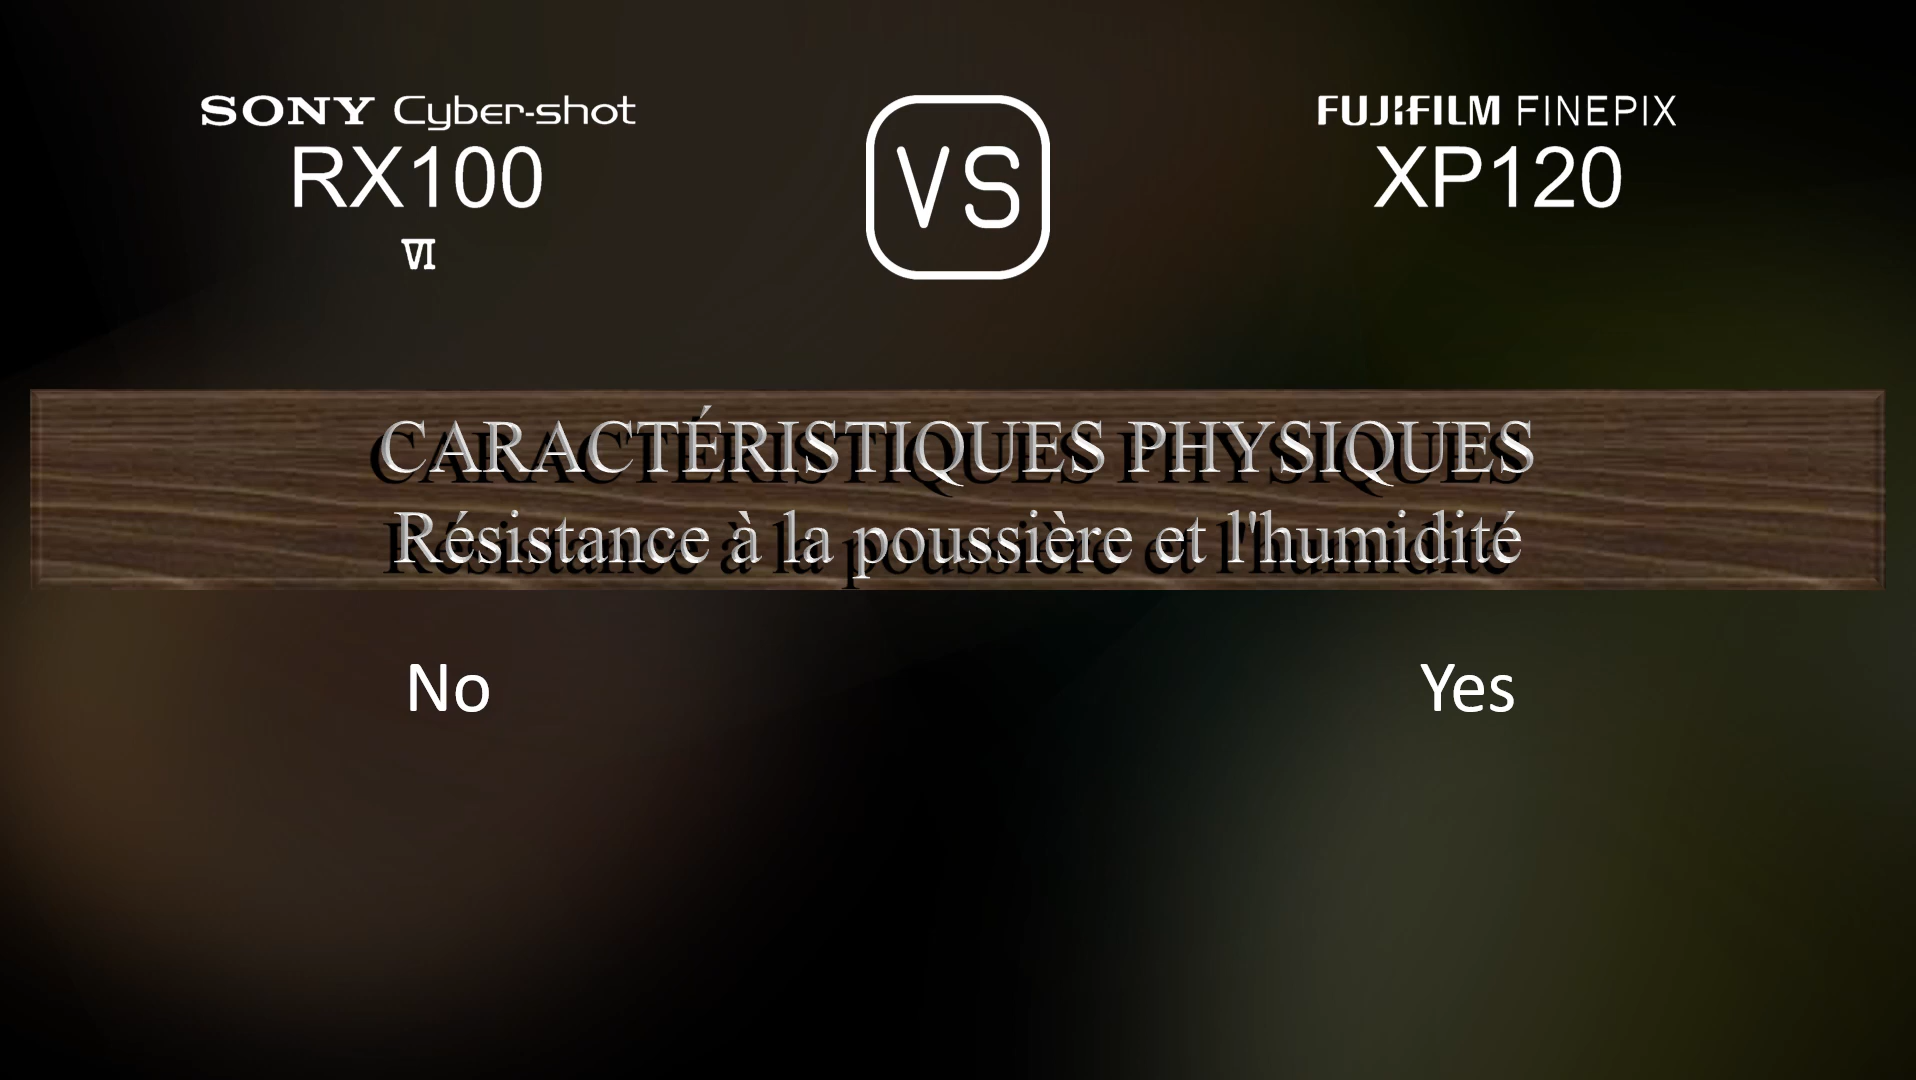 SONY Cyber-shot
RX100
VI
VS
FUJIFILM FINEPIX
XP120
CARACTÉRISTIQUES PHYSIQUES
Résistance à la poussière et l'humidité
No
Yes